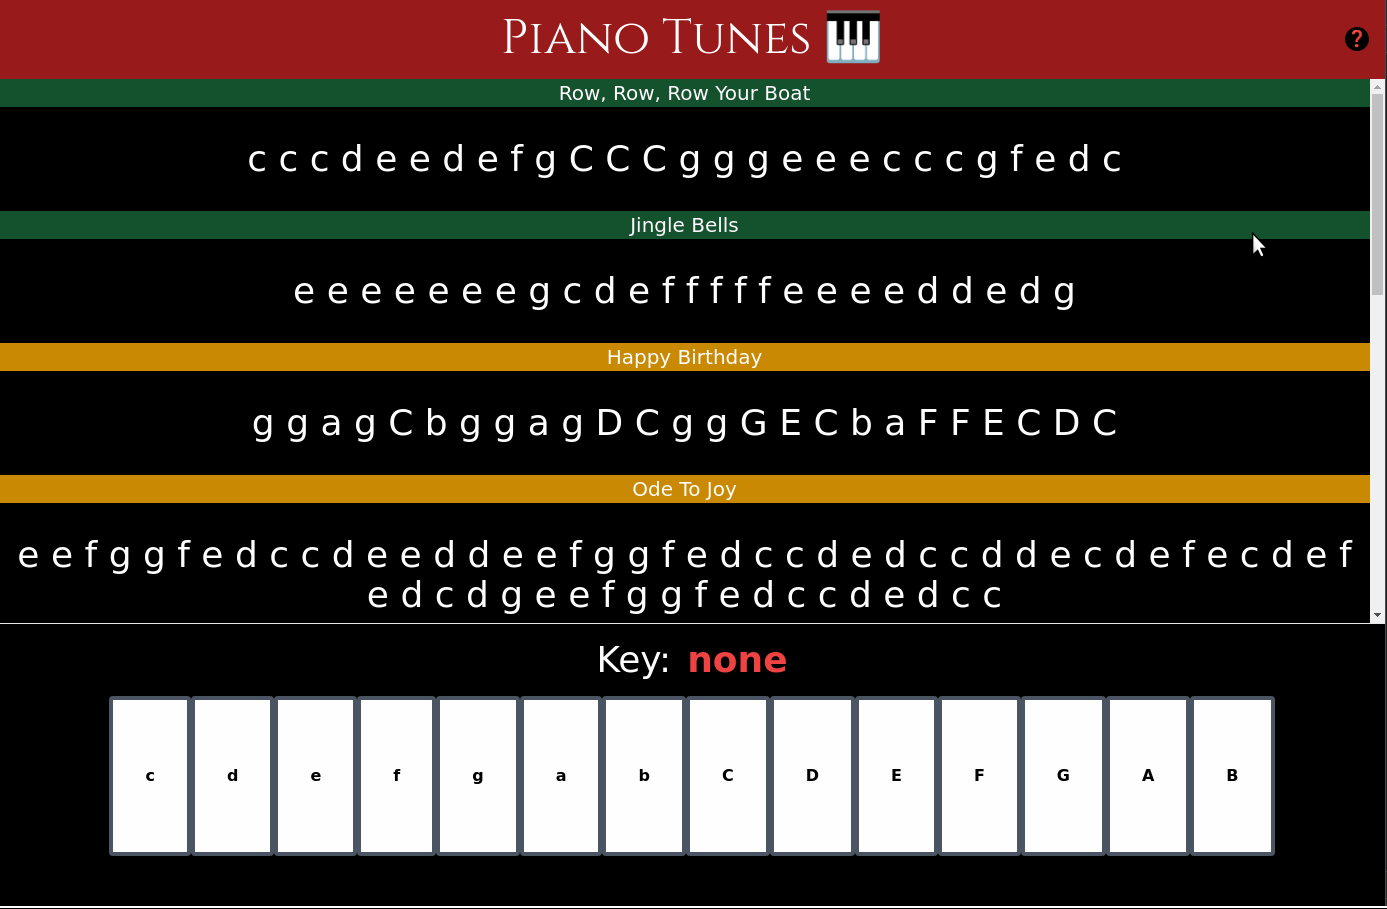 Piano Tunes
?
Row, Row, Row Your Boat
c c c d e e d e f g C C C g g g e e e c c c g f e d c
Jingle Bells
e e e e e e e g c d e f f f f f e e e e d d e d g
Happy Birthday
g g a g C b g g a g D C g g G E C b a F F E C D C
Ode To Joy
e e f g g f e d c c d e e d d e e f g g f e d c c d e d c c d d e c d e f e c d e f
e d c d g e e f g g f e d c c d e d c c
Key: none
c d e f g a b C D E F G A B